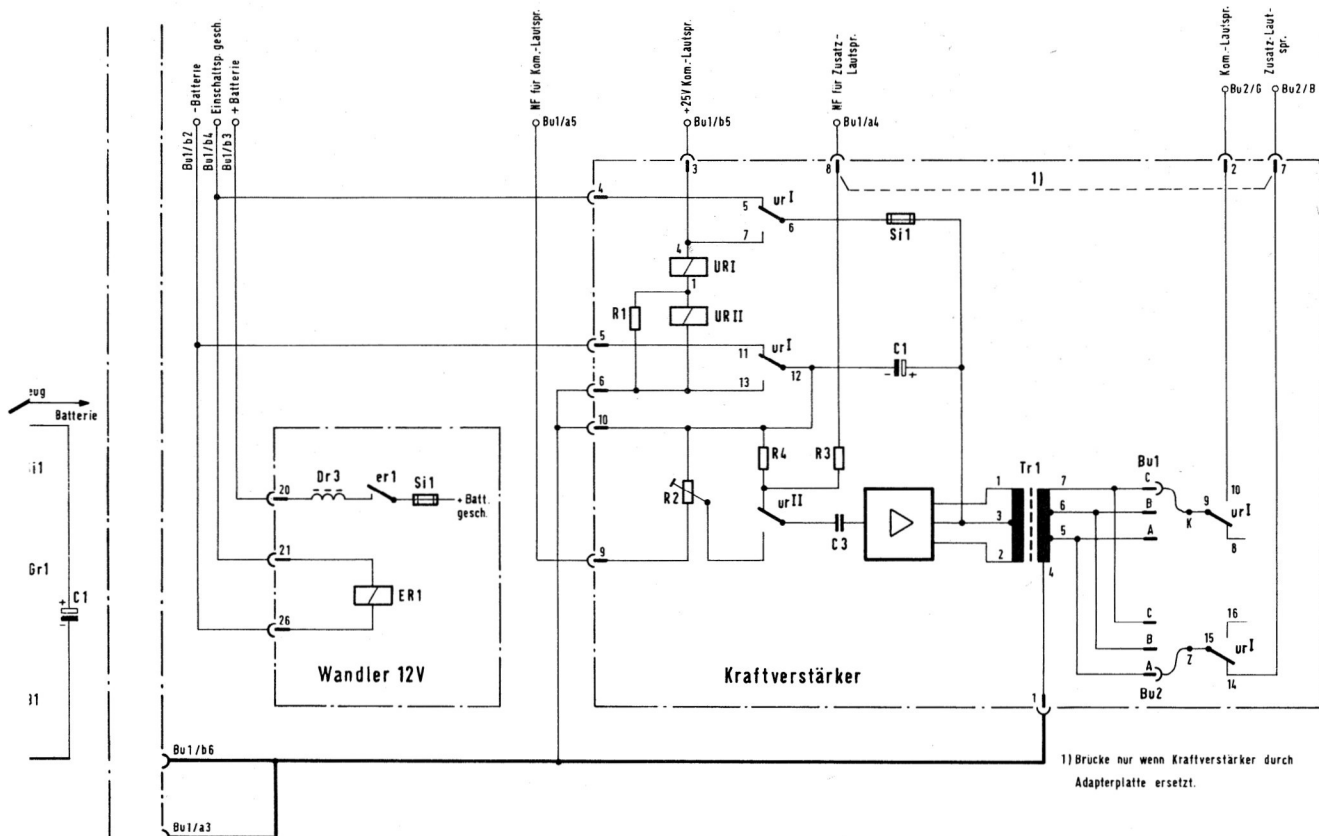 -Batterie
Einschaltsp. gesch.
+ Batterie
Bu1/b2
Bu1/b4
Bu1/b3
NF für Kom.-Lautspr.
Bu1/a5
+25V Kom.-Lautspr.
Bu1/b5
NF für Zusatz-
Lautspr.
Bu1/a4
Kom.-Lautspr.
Bu2/G
Zusatz-Laut-
spr.
Bu2/B
3
8
1)
2
7
4
5
urI
6
7
Si1
4
URI
1
R1
URII
5
11
urI
12
13
C1
- +
6
10
Batterie
R4
R3
R2
urII
C3
9
Tr1
1
3
2
7
6
5
4
Bu1
C
B
A
K
9
10
urI
8
C
B
A
Bu2
Z
15
16
urI
14
20
Dr3
er1
Si1
+ Batt.
gesch.
21
ER1
26
Wandler 12V
Kraftverstärker
1
Gr1
+
C1
-
Bu1/b6
Bu1/a3
1) Brücke nur wenn Kraftverstärker durch
Adapterplatte ersetzt.